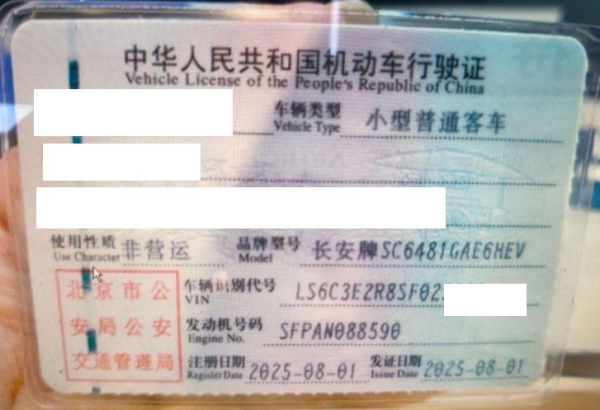 中华人民共和国机动车行驶证
Vehicle License of the People's Republic of China
车辆类型 小型普通客车
Vehicle Type
使用性质 非营运 品牌型号 长安牌SC6481GAE6HEV
Use Character Model
北京市公
安局公安
交通管理局
车辆识别代号 LS6C3E2R8SF02
VIN
发动机号码 SFPAN088590
Engine No.
注册日期 2025-08-01 发证日期 2025-08-01
Register Date Issue Date